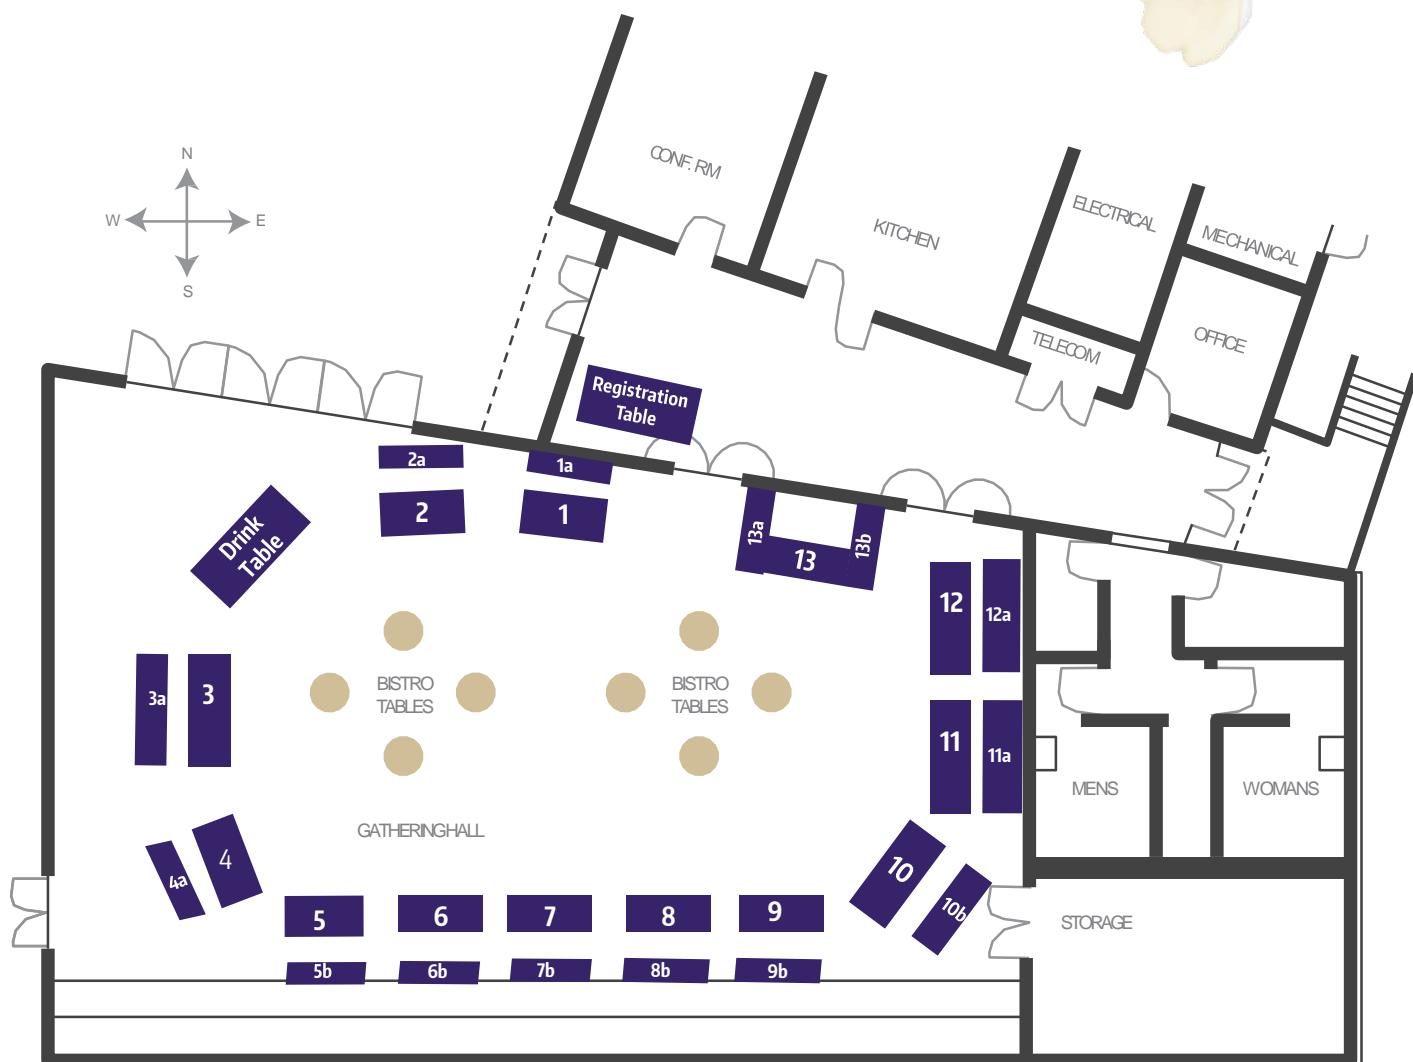 N
W
E
S
CONF. RM
KITCHEN
ELECTRICAL
MECHANICAL
TELECOM
OFFICE
Registration
Table
2a
1a
2
1
Drink
Table
13a
13
13b
12
12a
3a
3
BISTRO
TABLES
BISTRO
TABLES
11
11a
MENS
WOMANS
GATHERINGHALL
4a
4
10
10b
STORAGE
5
6
7
8
9
5b
6b
7b
8b
9b